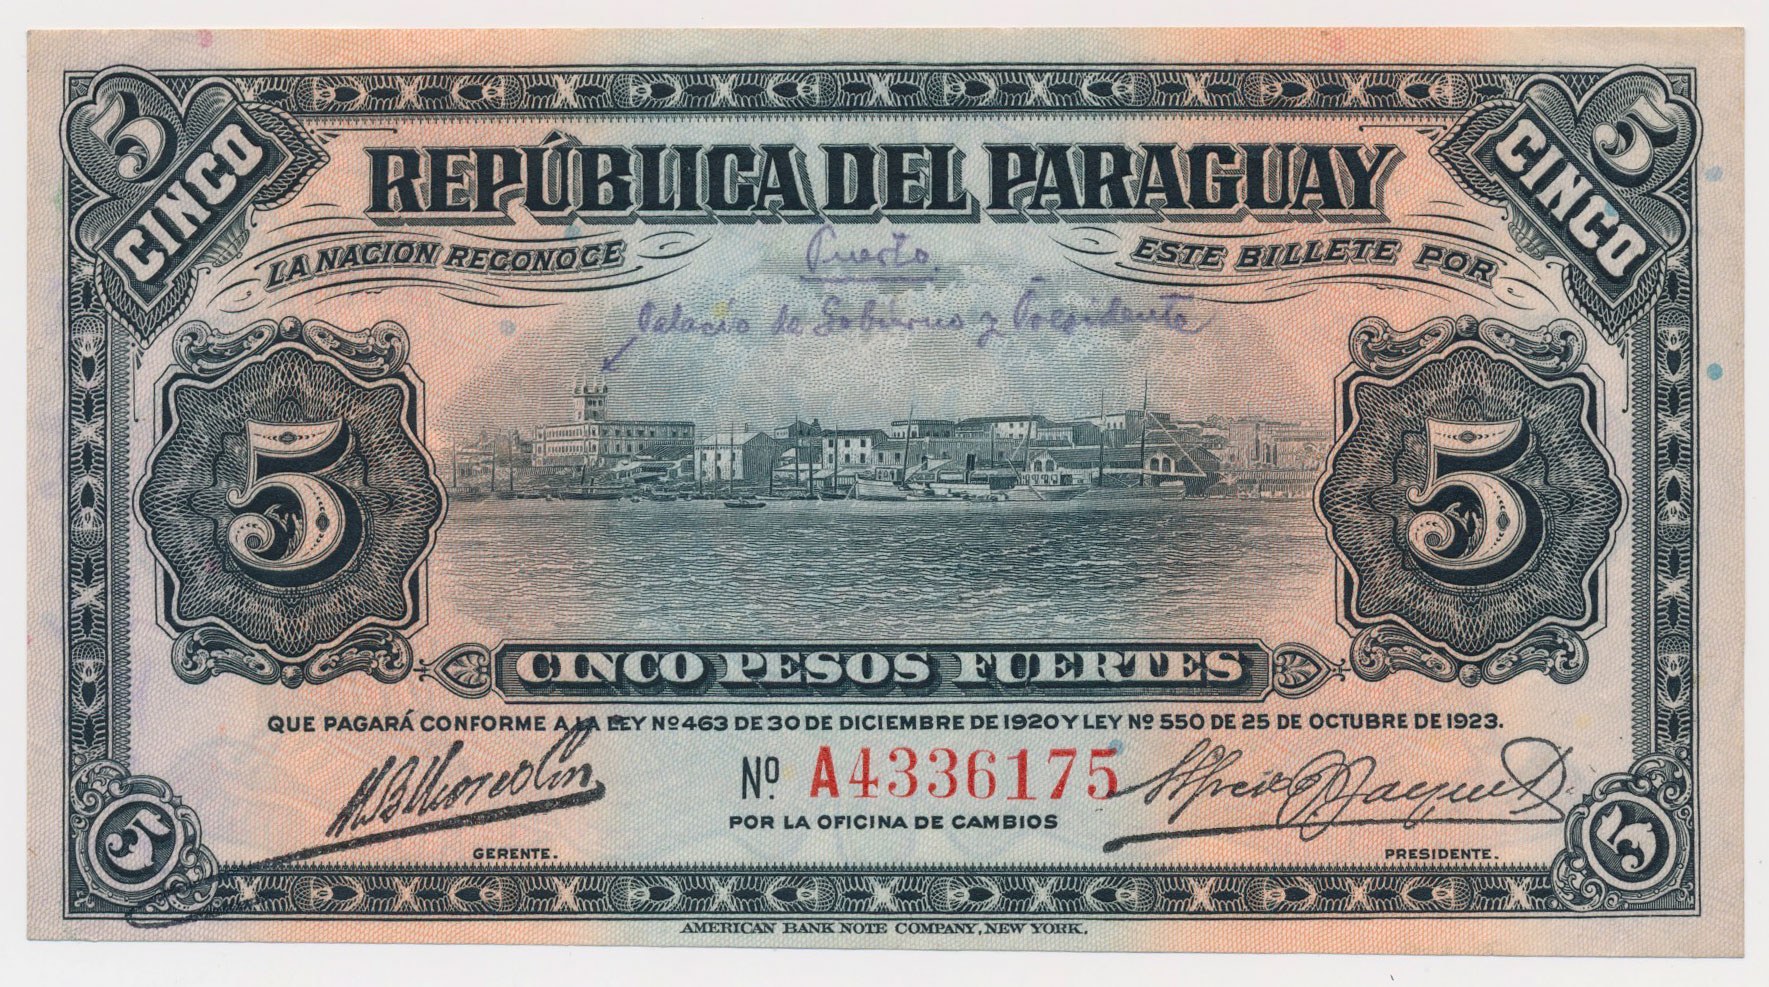 5 CINCO
5 CINCO
REPÚBLICA DEL PARAGUAY
LA NACION RECONOCE
ESTE BILLETE POR
Puerto
Palacio de Gobierno y Presidente
5
5
CINCO PESOS FUERTES
QUE PAGARÁ CONFORME A LA LEY Nº 463 DE 30 DE DICIEMBRE DE 1920 Y LEY Nº 550 DE 25 DE OCTUBRE DE 1923.
Nº A4336175
POR LA OFICINA DE CAMBIOS
GERENTE.
PRESIDENTE.
5
5
AMERICAN BANK NOTE COMPANY, NEW YORK.